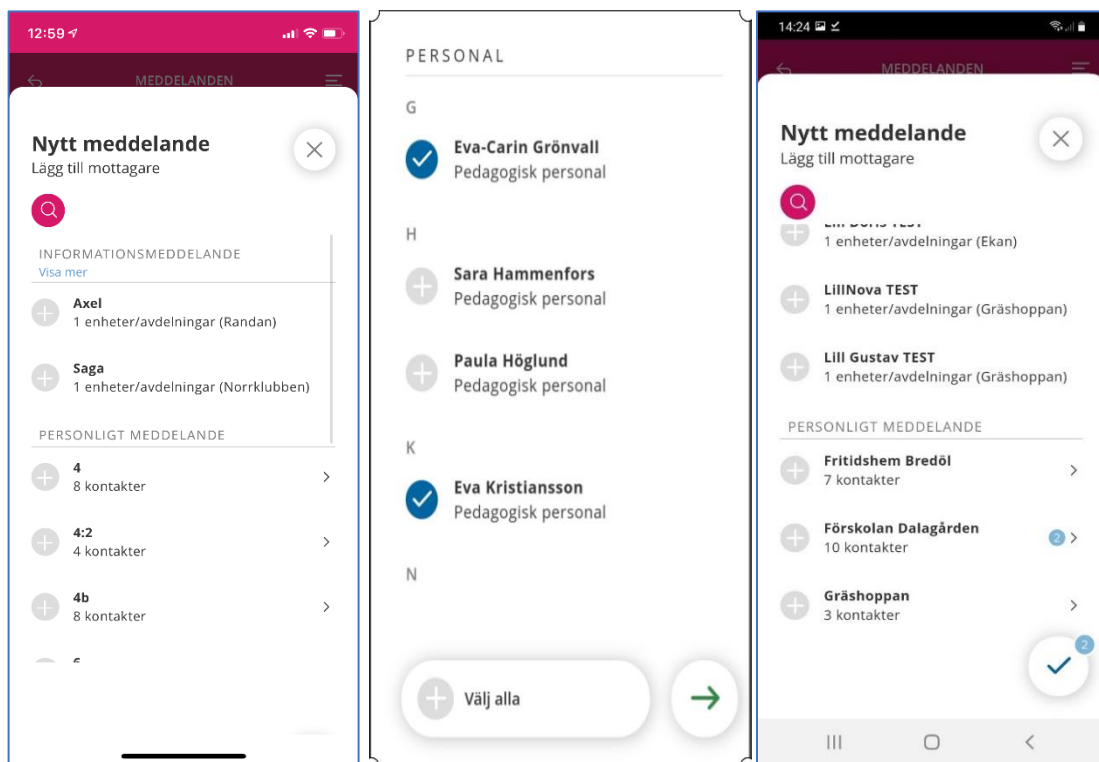 12:59
MEDDELANDEN
Nytt meddelande
Lägg till mottagare
INFORMATIONSMEDDELANDE
Visa mer
Axel
1 enheter/avdelningar (Randan)
Saga
1 enheter/avdelningar (Norrklubben)
PERSONLIGT MEDDELANDE
4
8 kontakter
4:2
4 kontakter
4b
8 kontakter
PERSONAL
G
Eva-Carin Grönvall
Pedagogisk personal
H
Sara Hammenfors
Pedagogisk personal
Paula Höglund
Pedagogisk personal
K
Eva Kristiansson
Pedagogisk personal
N
Välj alla
14:24
MEDDELANDEN
Nytt meddelande
Lägg till mottagare
Lill Doris TEST
1 enheter/avdelningar (Ekan)
LillNova TEST
1 enheter/avdelningar (Gräshoppan)
Lill Gustav TEST
1 enheter/avdelningar (Gräshoppan)
PERSONLIGT MEDDELANDE
Fritidshem Bredöl
7 kontakter
Förskolan Dalagården
10 kontakter
2
Gräshoppan
3 kontakter
2